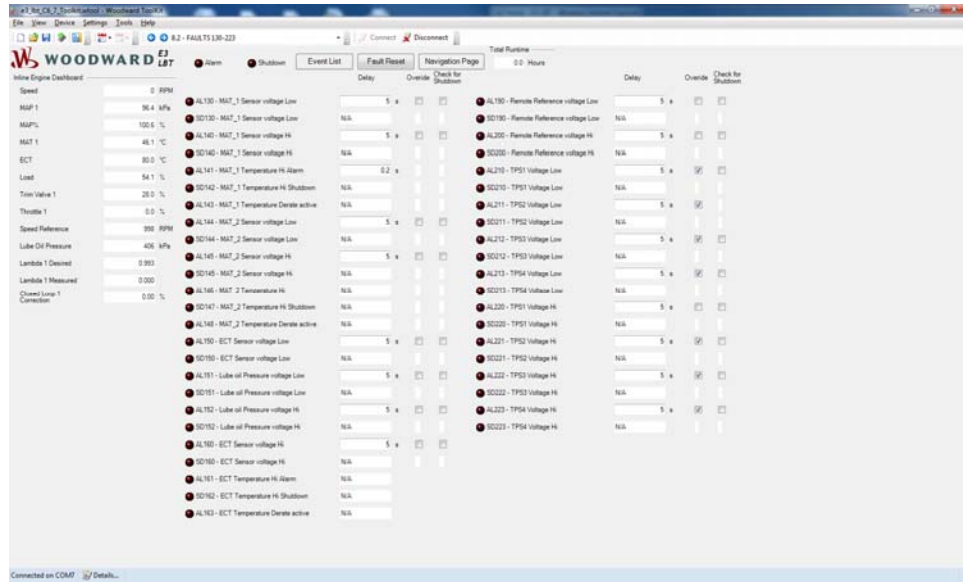 e3_lbt_C6_7_Toolkit.wtool - Woodward ToolKit
File View Device Settings Tools Help
8.2 - FAULTS 130-223 Connect Disconnect
WOODWARD E3 LBT
Alarm Shutdown Event List Fault Reset Navigation Page
Total Runtime
0.0 Hours
Inline Engine Dashboard
Speed 0 RPM
MAP 1 96.4 kPa
MAP% 100.6 %
MAT 1 46.1 °C
ECT 80.0 °C
Load 54.1 %
Trim Valve 1 28.0 %
Throttle 1 0.0 %
Speed Reference 998 RPM
Lube Oil Pressure 406 kPa
Lambda 1 Desired 0.993
Lambda 1 Measured 0.000
Closed Loop 1 Correction 0.00 %
Delay Override Check for Shutdown
AL130 - MAT_1 Sensor voltage Low 5 s
SD130 - MAT_1 Sensor voltage Low N/A
AL140 - MAT_1 Sensor voltage Hi 5 s
SD140 - MAT_1 Sensor voltage Hi N/A
AL141 - MAT_1 Temperature Hi Alarm 0.2 s
SD142 - MAT_1 Temperature Hi Shutdown N/A
AL143 - MAT_1 Temperature Derate active N/A
AL144 - MAT_2 Sensor voltage Low 5 s
SD144 - MAT_2 Sensor voltage Low N/A
AL145 - MAT_2 Sensor voltage Hi 5 s
SD145 - MAT_2 Sensor voltage Hi N/A
AL146 - MAT_2 Temperature Hi N/A
SD147 - MAT_2 Temperature Hi Shutdown N/A
AL148 - MAT_2 Temperature Derate active N/A
AL150 - ECT Sensor voltage Low 5 s
SD150 - ECT Sensor voltage Low N/A
AL151 - Lube oil Pressure voltage Low 5 s
SD151 - Lube oil Pressure voltage Low N/A
AL152 - Lube oil Pressure voltage Hi 5 s
SD152 - Lube oil Pressure voltage Hi N/A
AL160 - ECT Sensor voltage Hi 5 s
SD160 - ECT Sensor voltage Hi N/A
AL161 - ECT Temperature Hi Alarm N/A
SD162 - ECT Temperature Hi Shutdown N/A
AL163 - ECT Temperature Derate active N/A
Delay Override Check for Shutdown
AL190 - Remote Reference voltage Low 5 s
SD190 - Remote Reference voltage Low N/A
AL200 - Remote Reference voltage Hi 5 s
SD200 - Remote Reference voltage Hi N/A
AL210 - TPS1 Voltage Low 5 s
SD210 - TPS1 Voltage Low N/A
AL211 - TPS2 Voltage Low 5 s
SD211 - TPS2 Voltage Low N/A
AL212 - TPS3 Voltage Low 5 s
SD212 - TPS3 Voltage Low N/A
AL213 - TPS4 Voltage Low 5 s
SD213 - TPS4 Voltage Low N/A
AL220 - TPS1 Voltage Hi 5 s
SD220 - TPS1 Voltage Hi N/A
AL221 - TPS2 Voltage Hi 5 s
SD221 - TPS2 Voltage Hi N/A
AL222 - TPS3 Voltage Hi 5 s
SD222 - TPS3 Voltage Hi N/A
AL223 - TPS4 Voltage Hi 5 s
SD223 - TPS4 Voltage Hi N/A
Connected on COM7 Details...